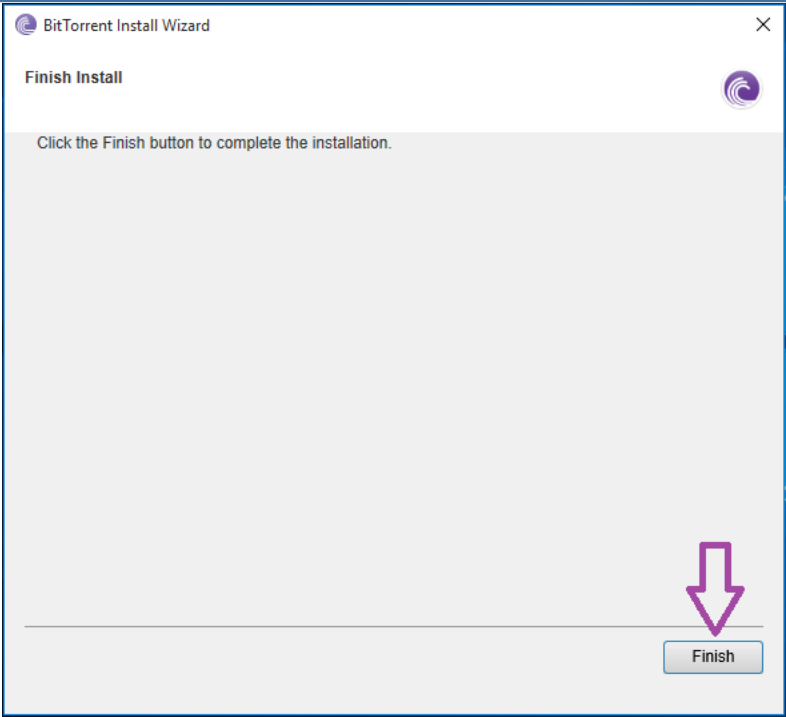 BitTorrent Install Wizard
Finish Install
Click the Finish button to complete the installation.
Finish